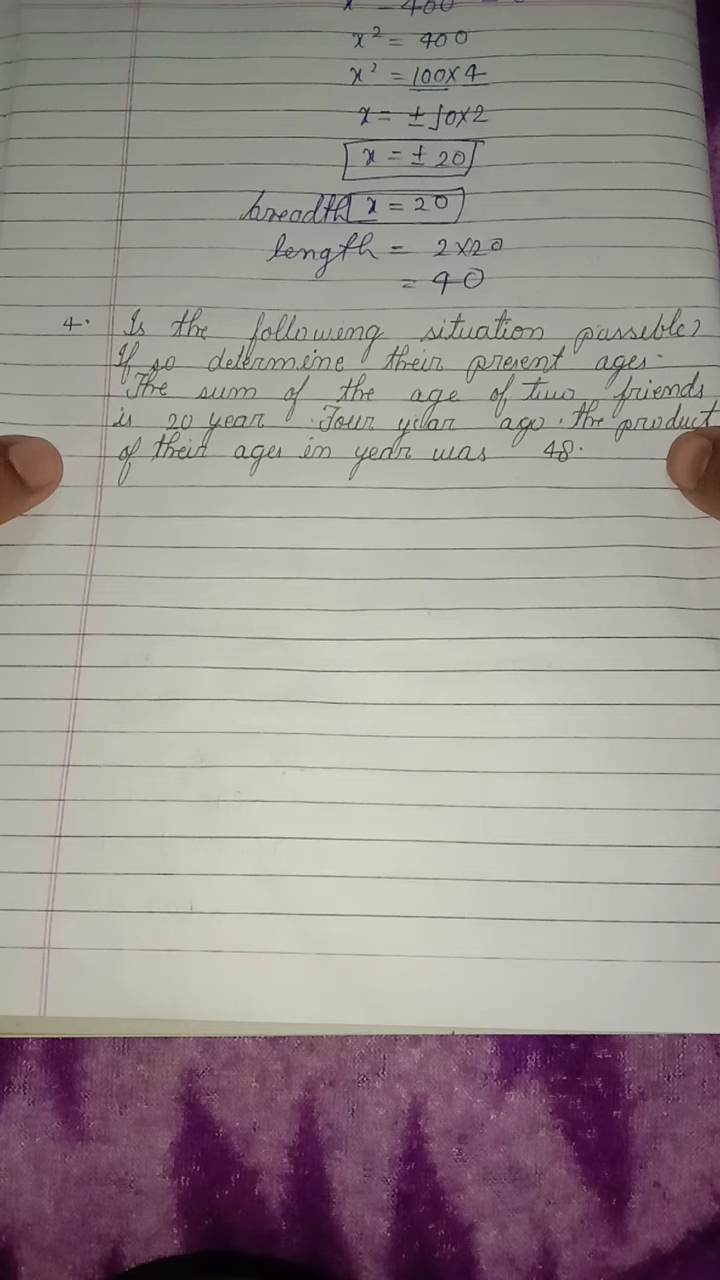 x² = 400
x² = 100×4
x = ± 10×2
x = ± 20
breadth x = 20
length = 2×20
= 40
4. Is the following situation passible?
If so determine their present ages.
The sum of the age of two friends
is 20 year. Four year ago. the product
of their ages in year was 48.